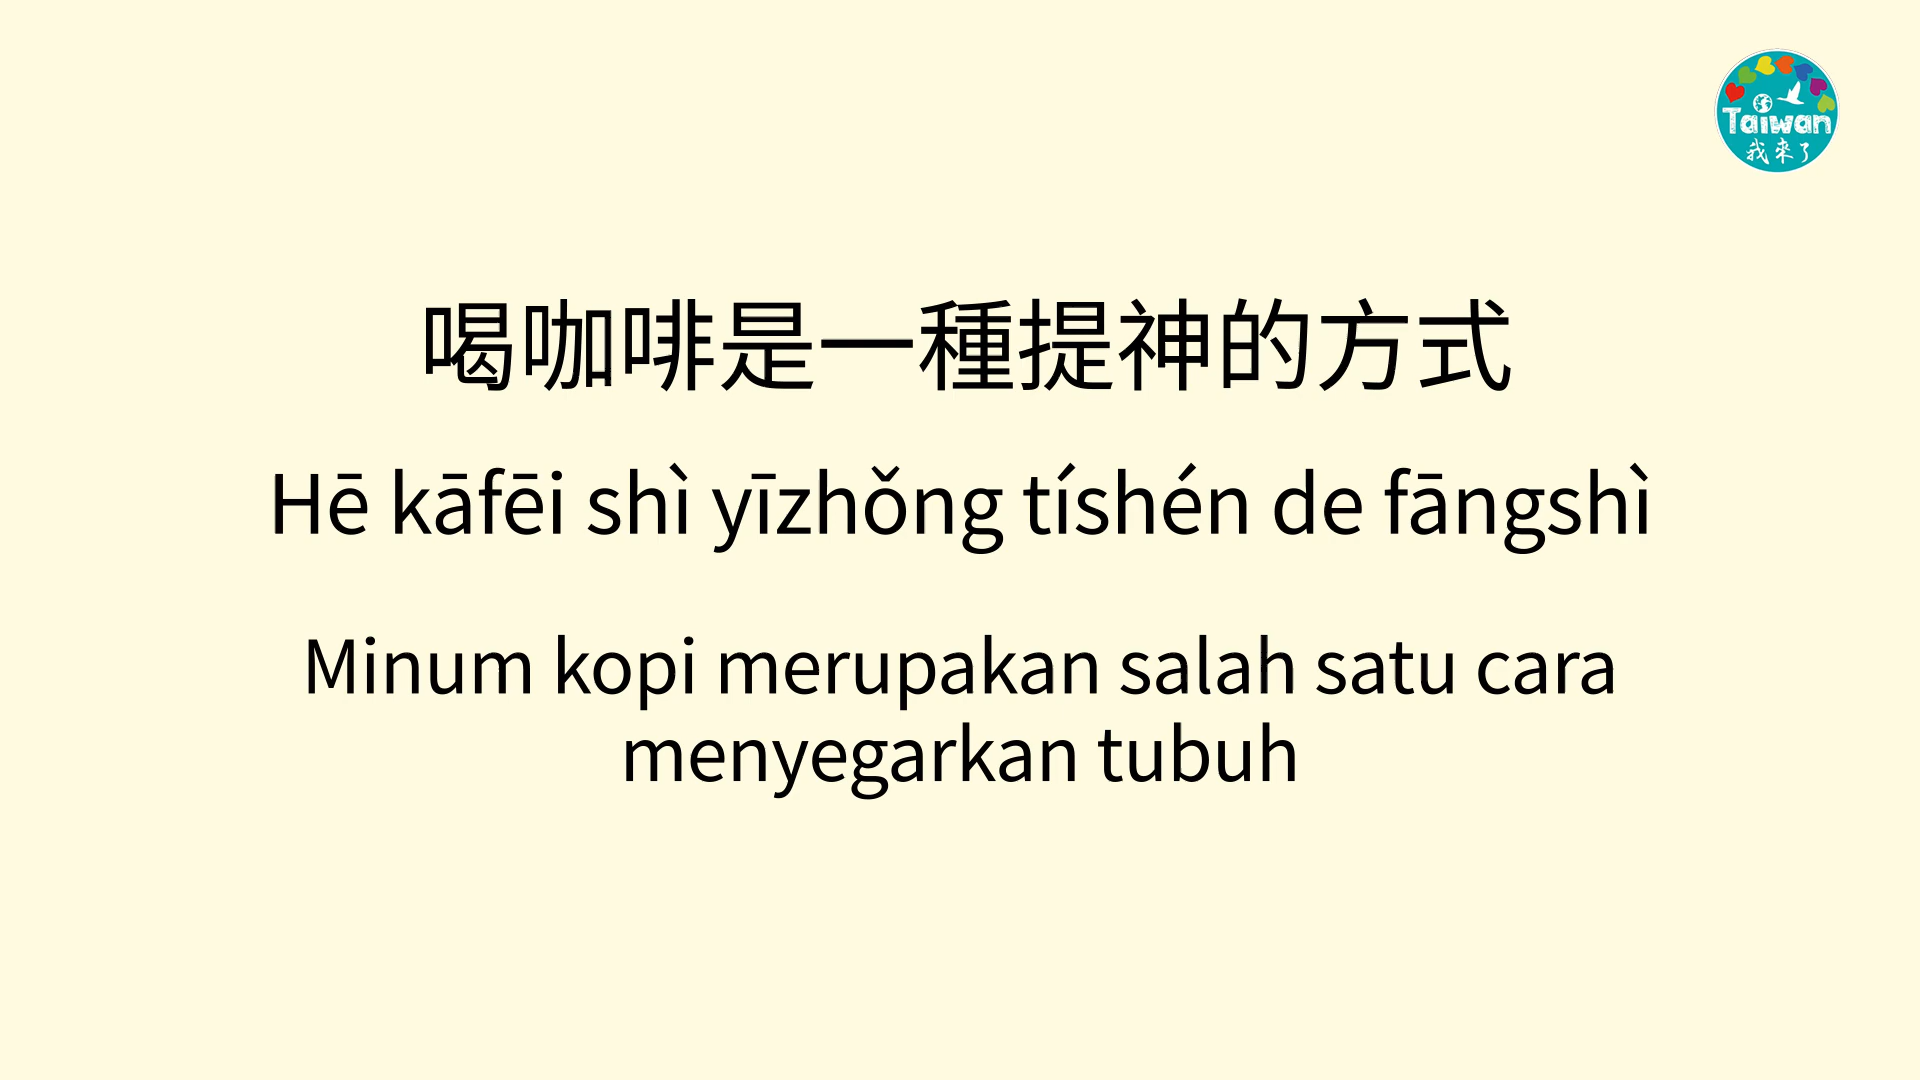 Taiwan
我來了
喝咖啡是一種提神的方式
Hē kāfēi shì yīzhǒng tíshén de fāngshì
Minum kopi merupakan salah satu cara
menyegarkan tubuh